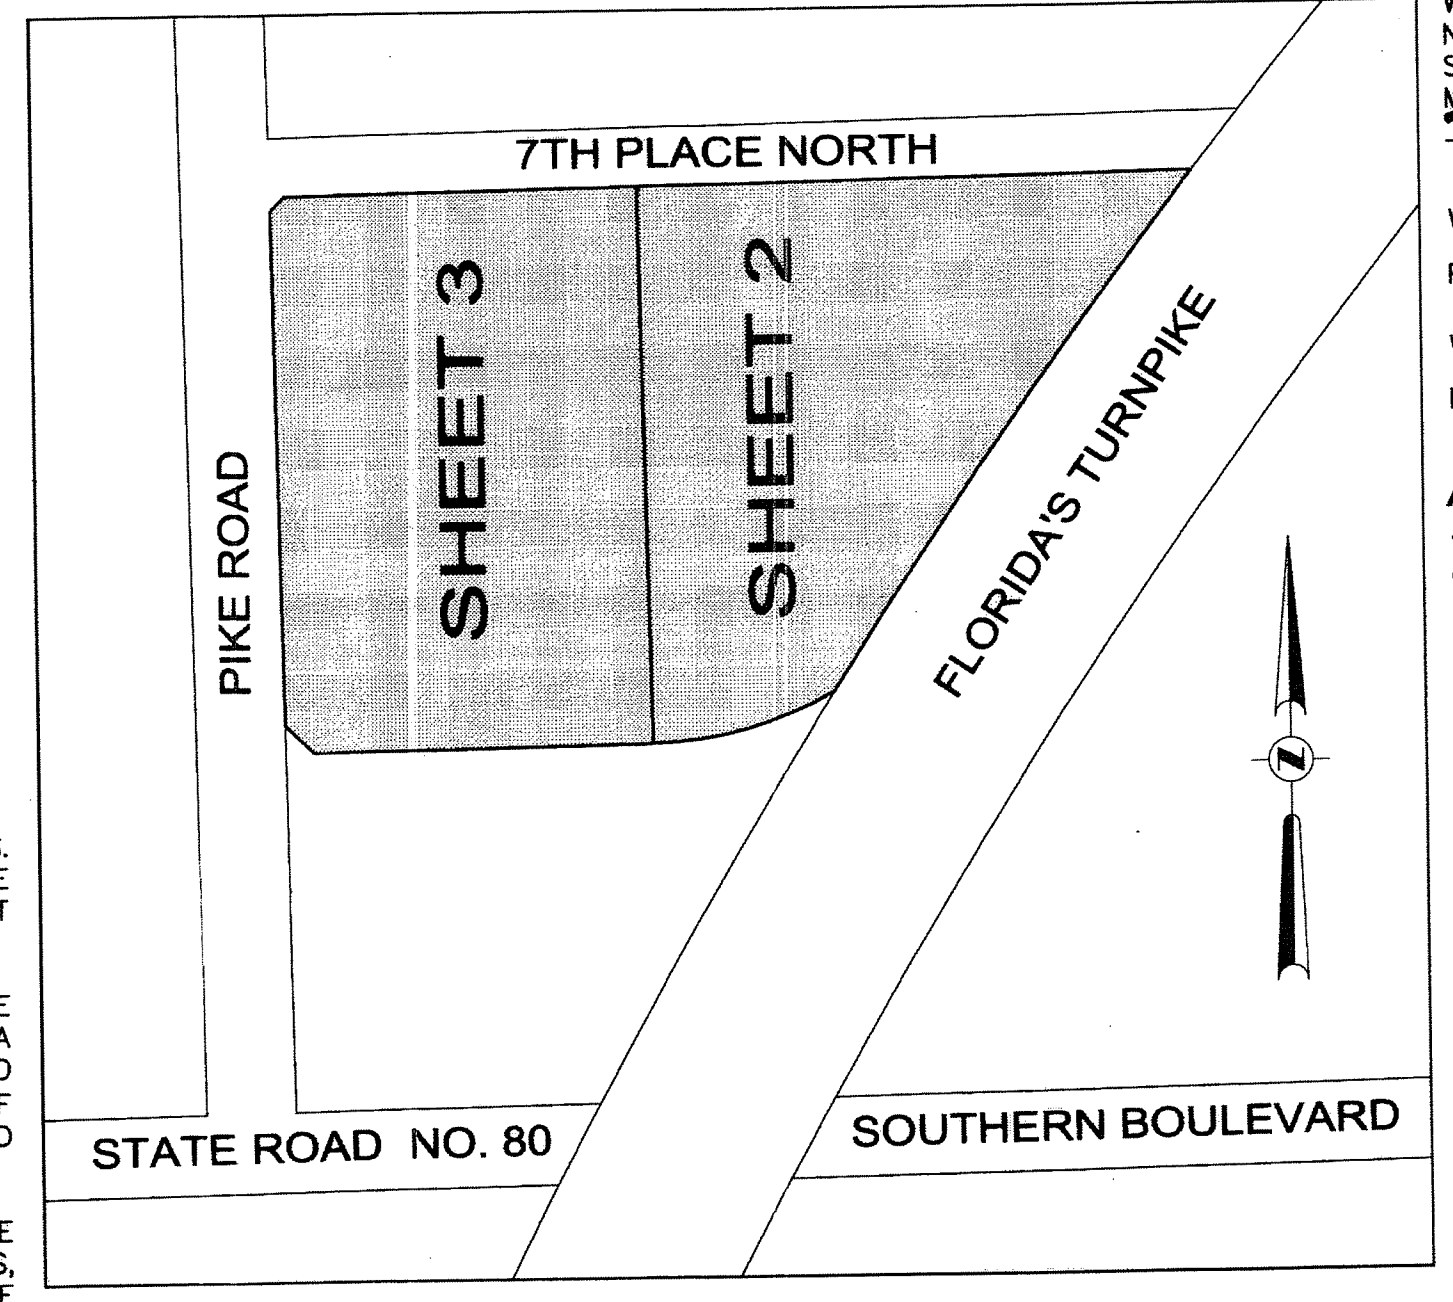 7TH PLACE NORTH
SHEET 3
SHEET 2
PIKE ROAD
FLORIDA'S TURNPIKE
N
STATE ROAD NO. 80
SOUTHERN BOULEVARD